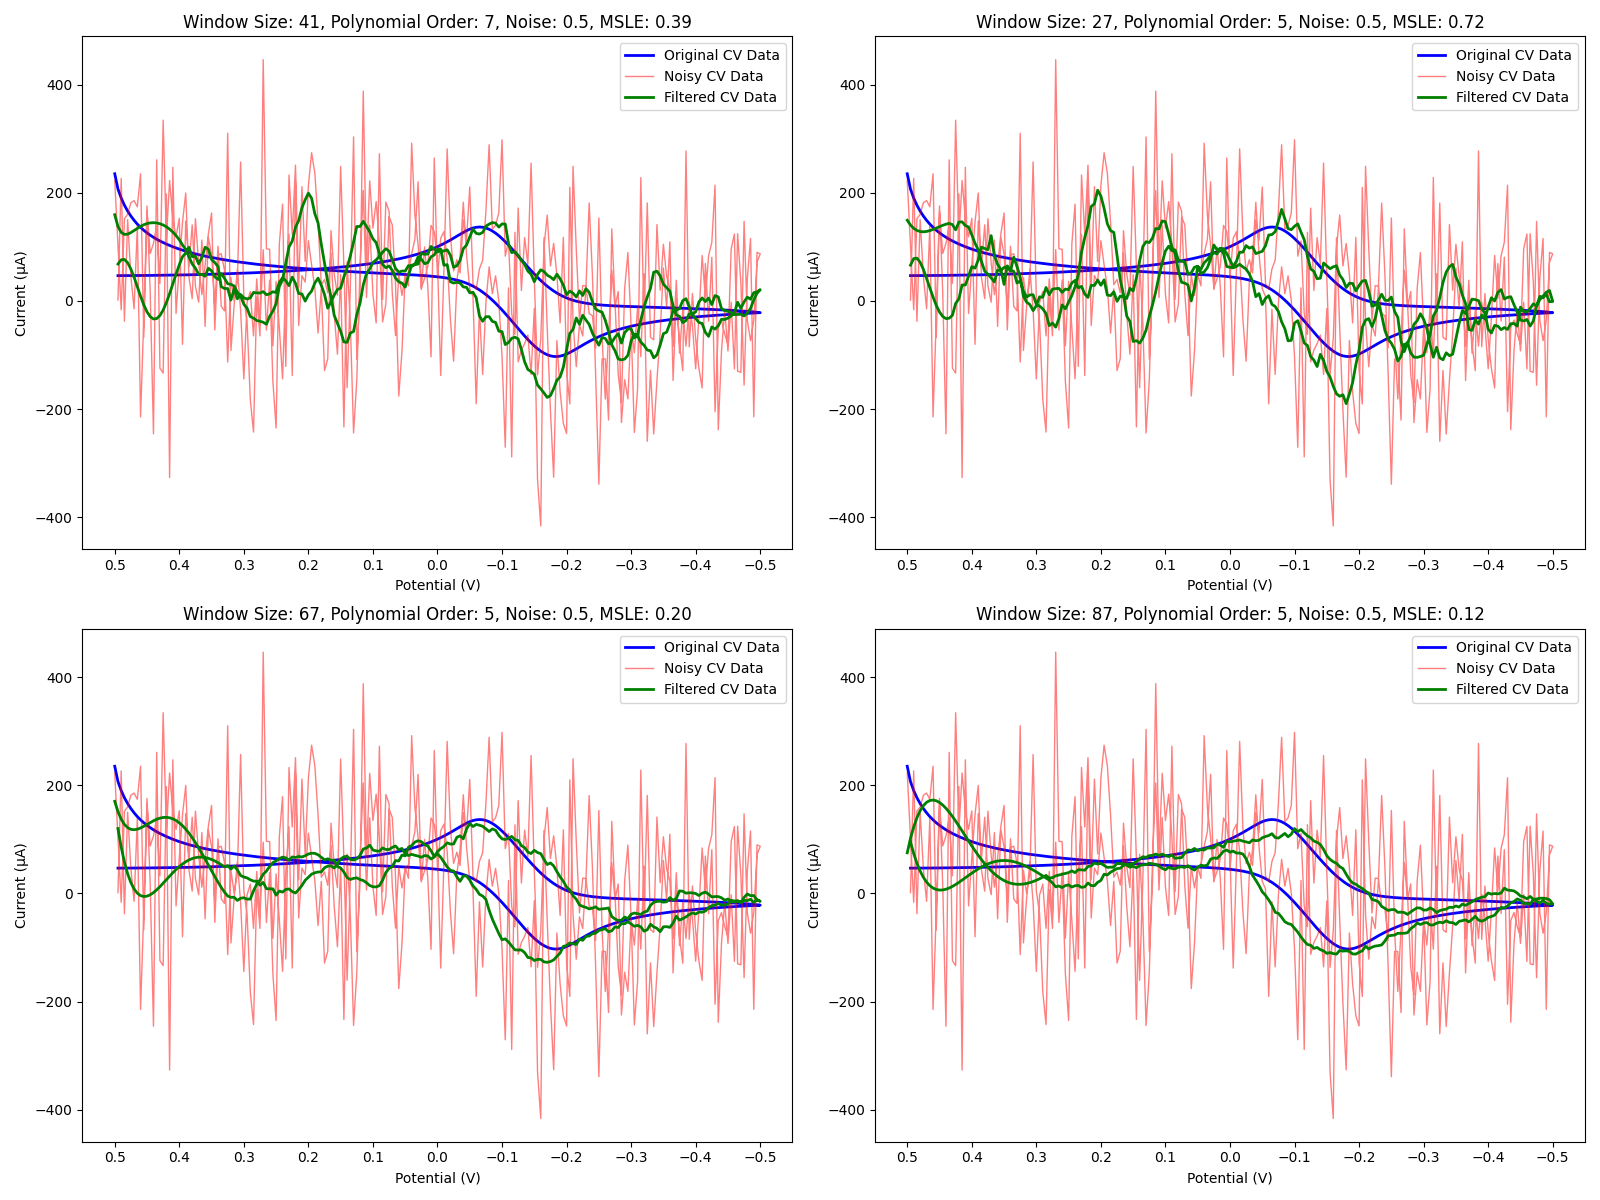 Window Size: 41, Polynomial Order: 7, Noise: 0.5, MSLE: 0.39
Original CV Data
Noisy CV Data
Filtered CV Data
400
200
0
−200
−400
Current (μA)
0.5 0.4 0.3 0.2 0.1 0.0 −0.1 −0.2 −0.3 −0.4 −0.5
Potential (V)
Window Size: 27, Polynomial Order: 5, Noise: 0.5, MSLE: 0.72
Original CV Data
Noisy CV Data
Filtered CV Data
400
200
0
−200
−400
Current (μA)
0.5 0.4 0.3 0.2 0.1 0.0 −0.1 −0.2 −0.3 −0.4 −0.5
Potential (V)
Window Size: 67, Polynomial Order: 5, Noise: 0.5, MSLE: 0.20
Original CV Data
Noisy CV Data
Filtered CV Data
400
200
0
−200
−400
Current (μA)
0.5 0.4 0.3 0.2 0.1 0.0 −0.1 −0.2 −0.3 −0.4 −0.5
Potential (V)
Window Size: 87, Polynomial Order: 5, Noise: 0.5, MSLE: 0.12
Original CV Data
Noisy CV Data
Filtered CV Data
400
200
0
−200
−400
Current (μA)
0.5 0.4 0.3 0.2 0.1 0.0 −0.1 −0.2 −0.3 −0.4 −0.5
Potential (V)